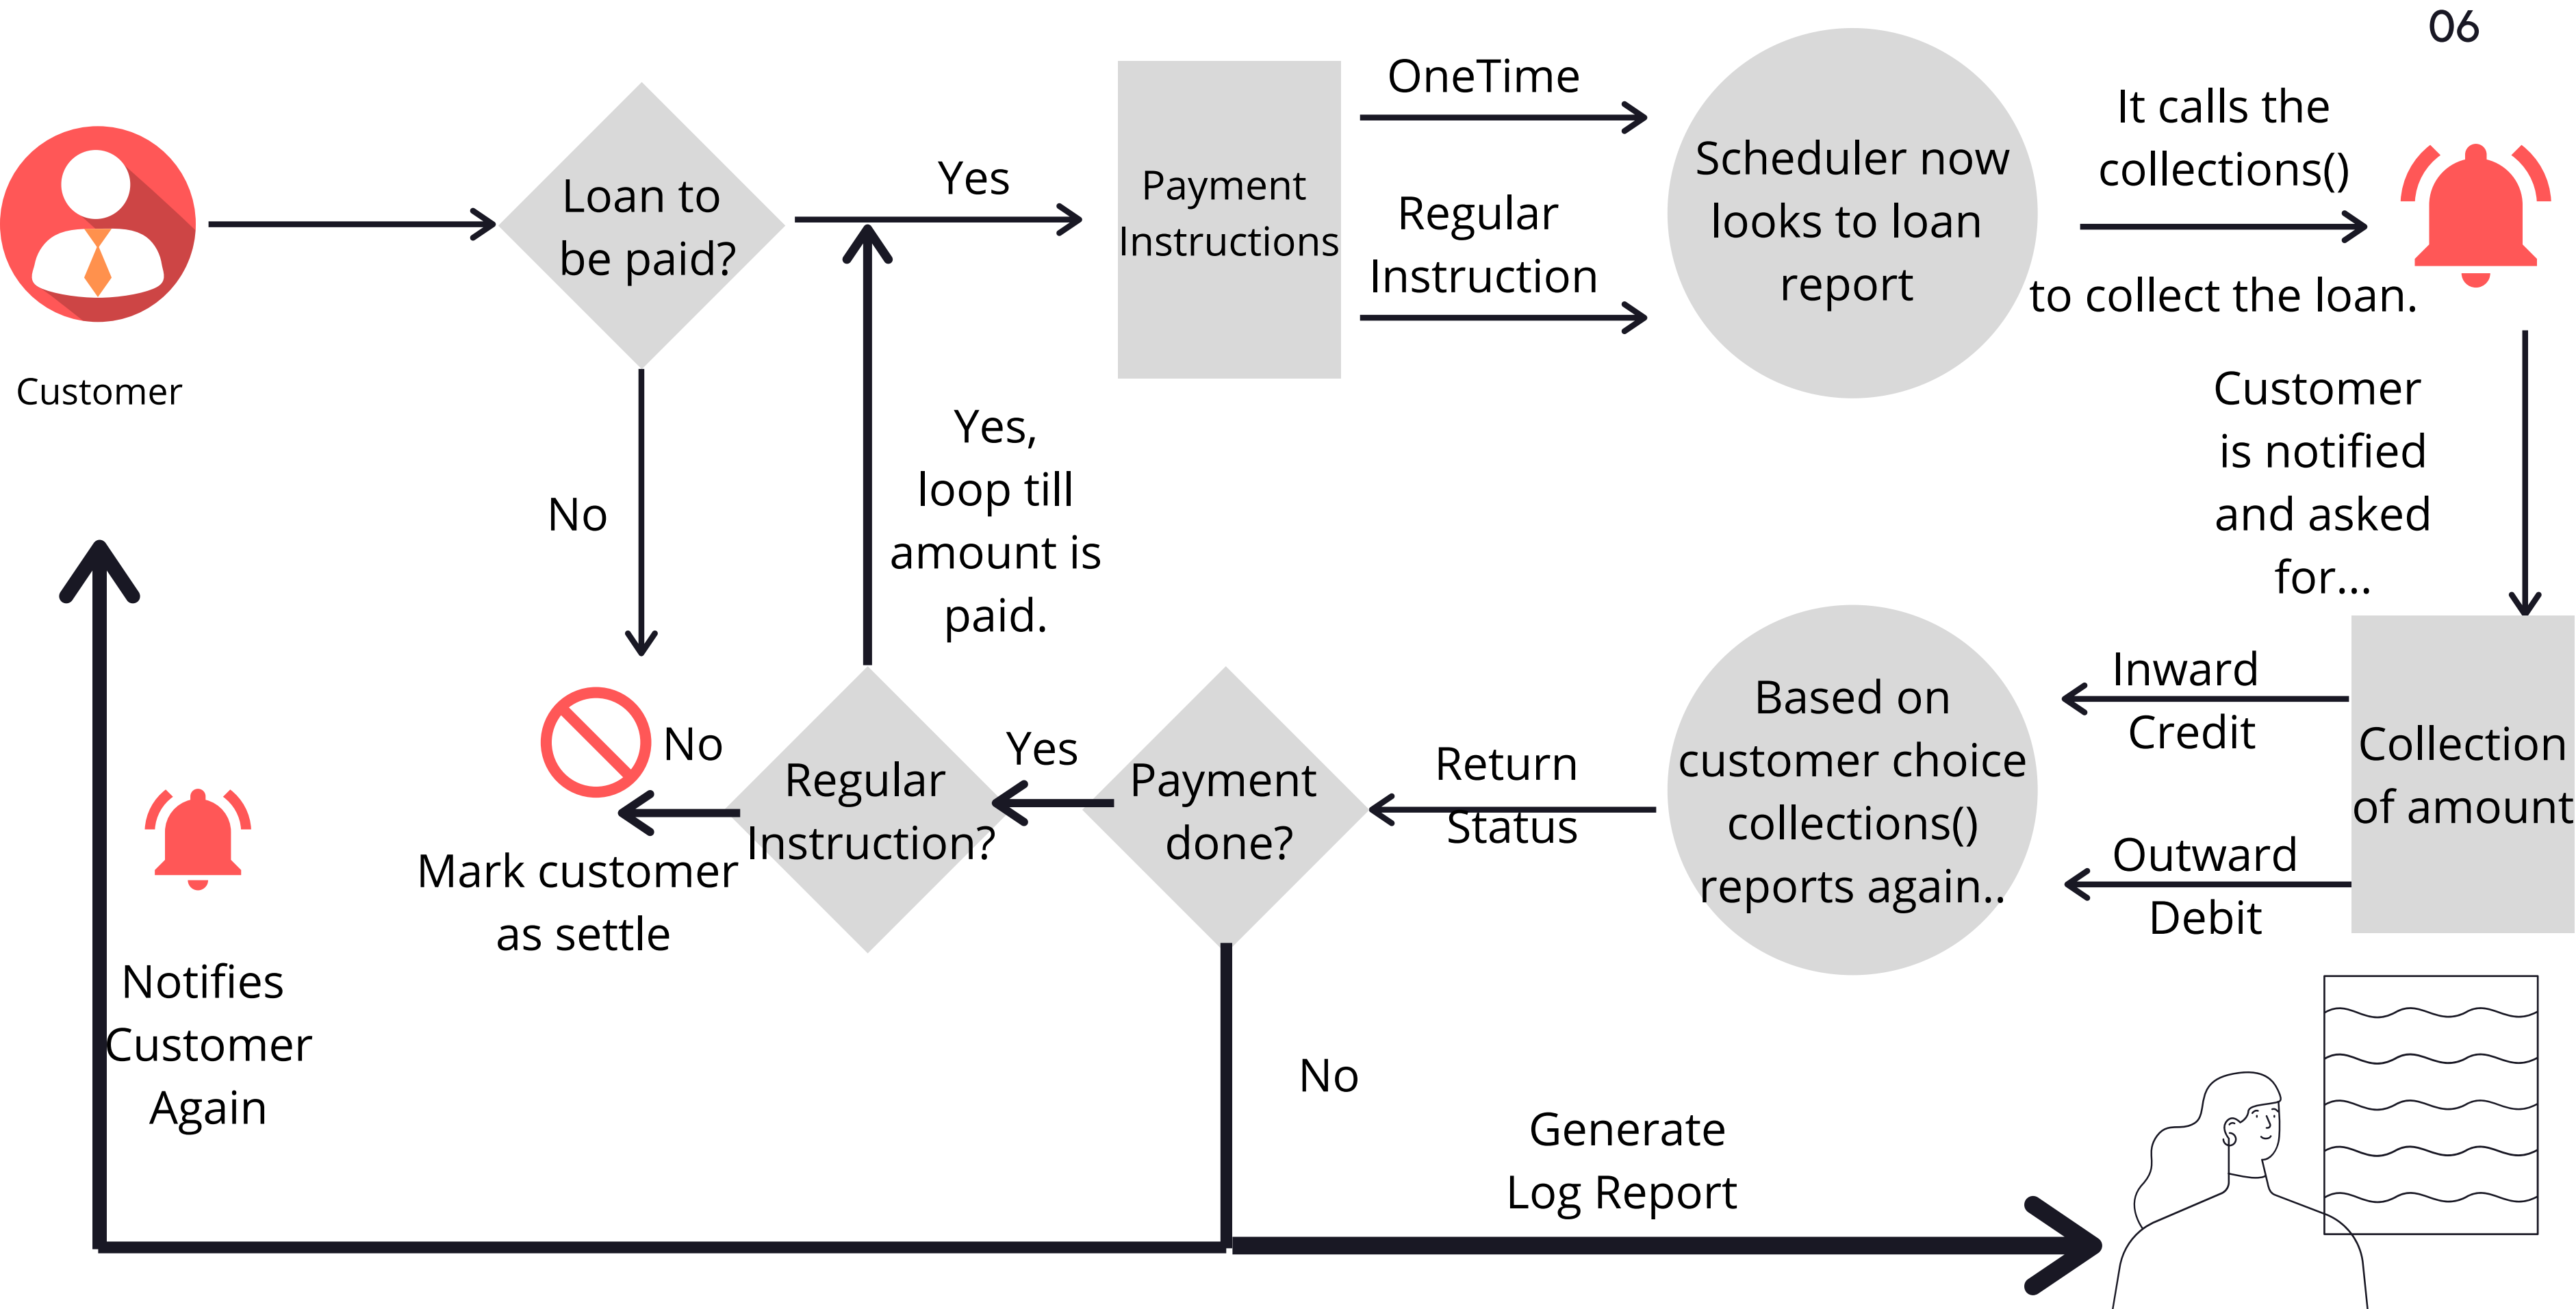 06
Customer
Loan to
be paid?
Yes
No
Payment
Instructions
OneTime
Regular
Instruction
Scheduler now
looks to loan
report
It calls the
collections()
to collect the loan.
Customer
is notified
and asked
for...
Collection
of amount
Inward
Credit
Outward
Debit
Based on
customer choice
collections()
reports again..
Return
Status
Payment
done?
Yes
Regular
Instruction?
Yes,
loop till
amount is
paid.
No
Mark customer
as settle
No
Generate
Log Report
Notifies
Customer
Again